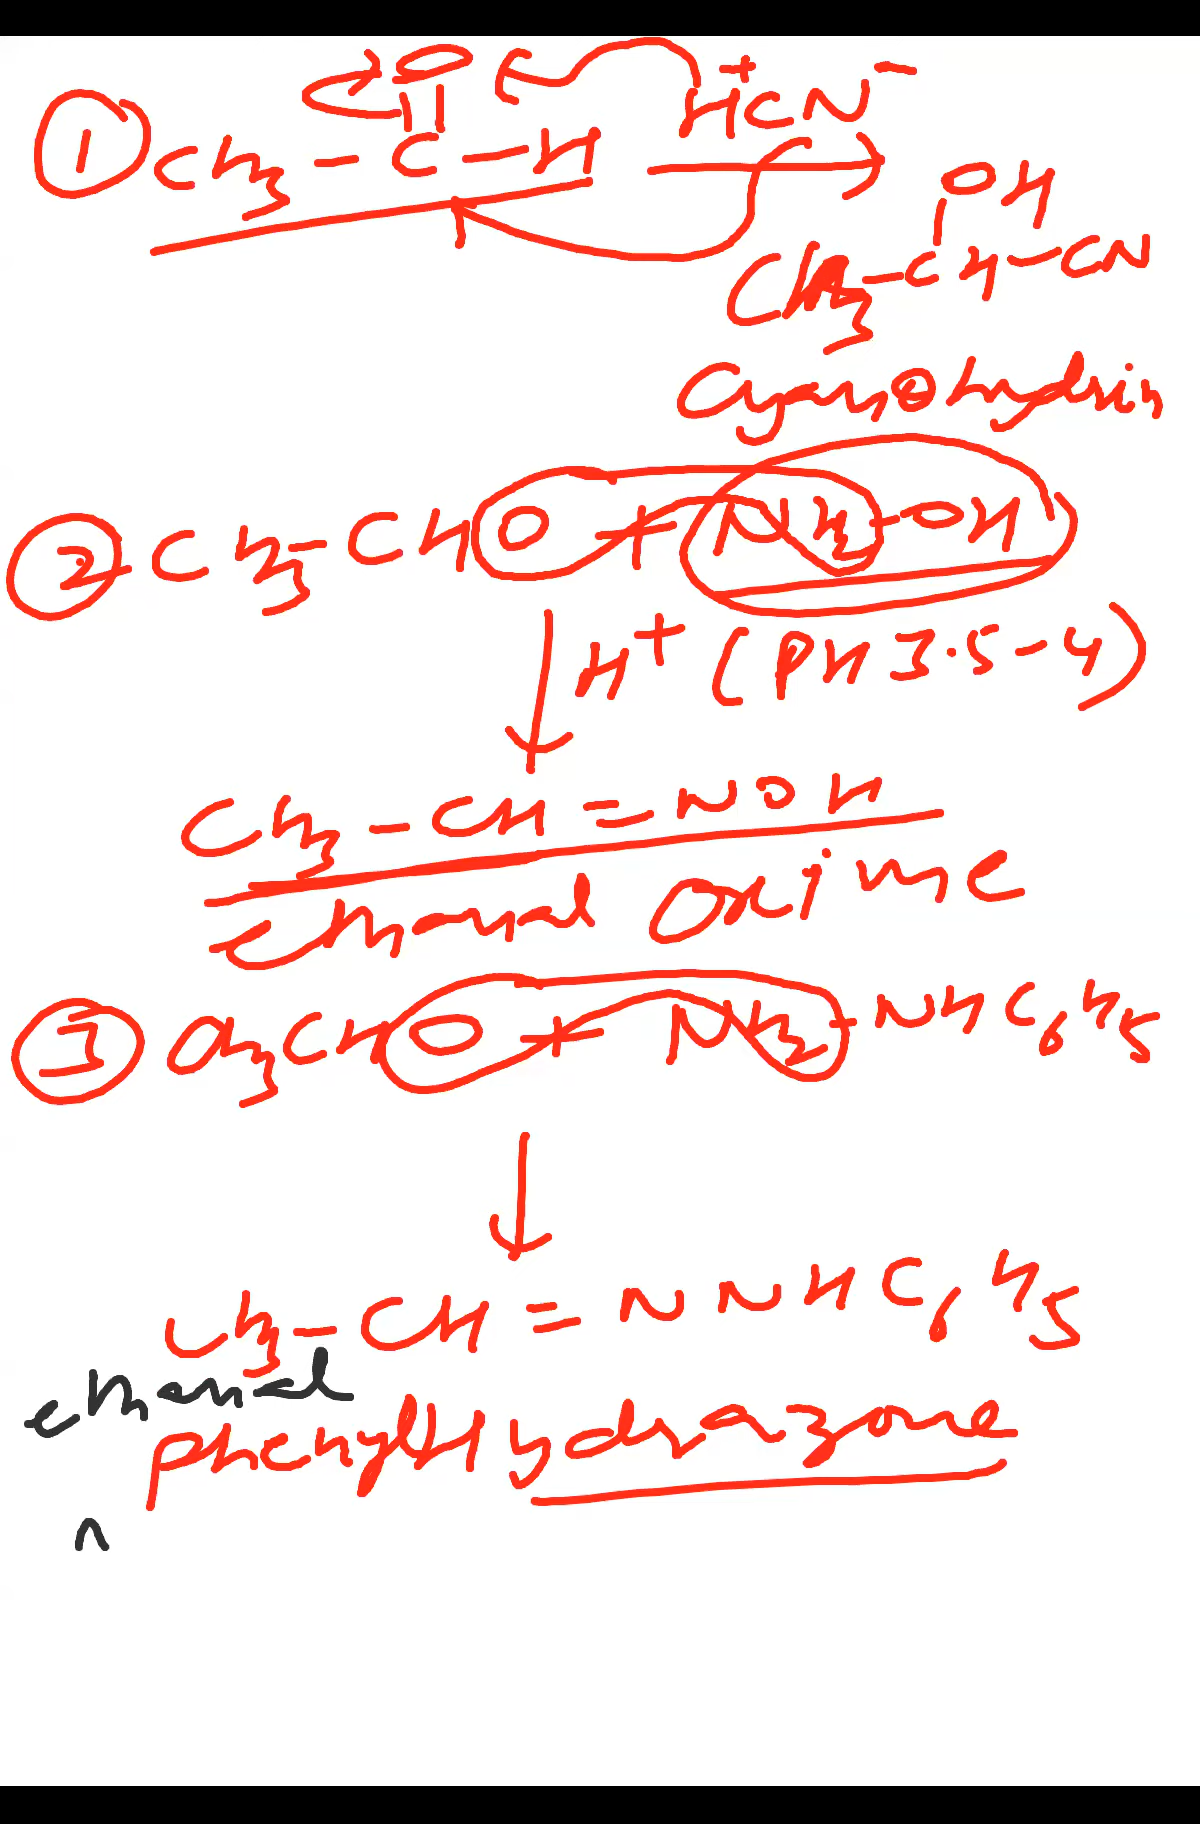 O H⁺CN⁻
① CH₃ - C - H →
OH
CH₃ - CH - CN
Cyanohydrin
② CH₃ - CHO + NH₂ - OH
↓ H⁺ (PH 3.5 - 4)
CH₃ - CH = NOH
ethanal Oxime
③ CH₃CHO + NH₂ - NHC₆H₅
↓
CH₃ - CH = NNHC₆H₅
ethanal
phenylHydrazone